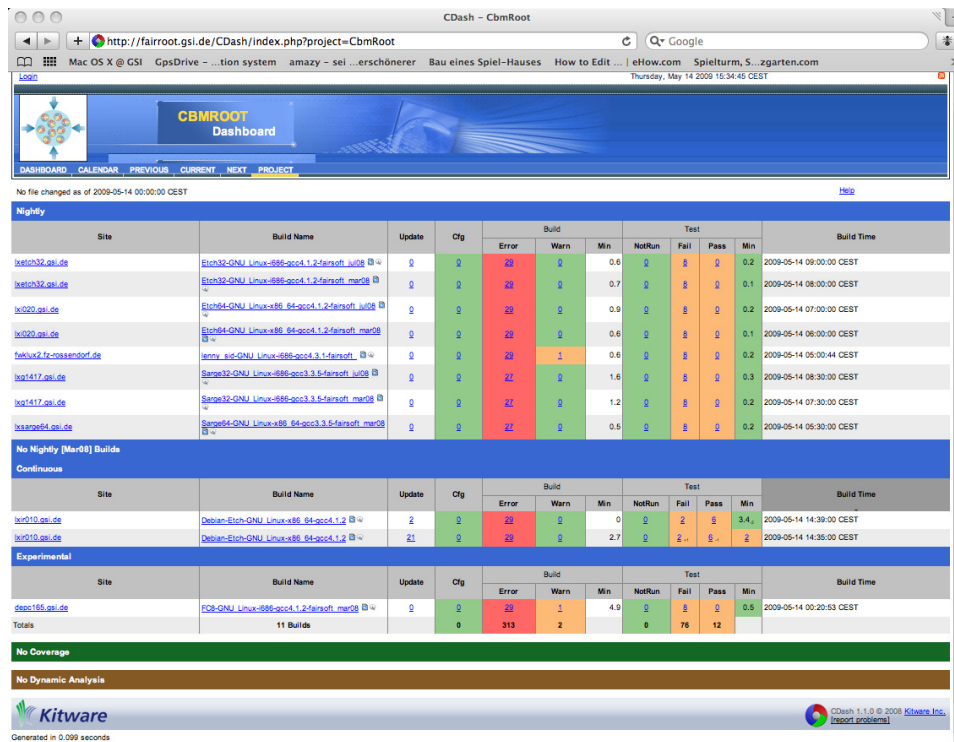 CDash - CbmRoot
http://fairroot.gsi.de/CDash/index.php?project=CbmRoot
Google
Mac OS X @ GSI GpsDrive - ...tion system amazy - sei ...erschönerer Bau eines Spiel-Hauses How to Edit ... | eHow.com Spielturm, S...zgarten.com
Login Thursday, May 14 2009 15:34:45 CEST
CBMROOT
Dashboard
DASHBOARD CALENDAR PREVIOUS CURRENT NEXT PROJECT
No file changed as of 2009-05-14 00:00:00 CEST Help
Nightly
Site Build Name Update Cfg Build Test Build Time
Error Warn Min NotRun Fail Pass Min
lxetch32.gsi.de Etch32-GNU_Linux-i686-gcc4.1.2-fairsoft_jul08 0 0 29 0 0.6 0 8 0 0.2 2009-05-14 09:00:00 CEST
lxetch32.gsi.de Etch32-GNU_Linux-i686-gcc4.1.2-fairsoft_mar08 0 0 29 0 0.7 0 8 0 0.1 2009-05-14 08:00:00 CEST
lxi020.gsi.de Etch64-GNU_Linux-x86_64-gcc4.1.2-fairsoft_jul08 0 0 29 0 0.9 0 8 0 0.2 2009-05-14 07:00:00 CEST
lxi020.gsi.de Etch64-GNU_Linux-x86_64-gcc4.1.2-fairsoft_mar08 0 0 29 0 0.6 0 8 0 0.1 2009-05-14 06:00:00 CEST
fwklux2.fz-rossendorf.de lenny_sid-GNU_Linux-i686-gcc4.3.1-fairsoft_ 0 0 29 1 0.6 0 8 0 0.2 2009-05-14 05:00:44 CEST
lxg1417.gsi.de Sarge32-GNU_Linux-i686-gcc3.3.5-fairsoft_jul08 0 0 27 0 1.6 0 8 0 0.3 2009-05-14 08:30:00 CEST
lxg1417.gsi.de Sarge32-GNU_Linux-i686-gcc3.3.5-fairsoft_mar08 0 0 27 0 1.2 0 8 0 0.2 2009-05-14 07:30:00 CEST
lxsarge64.gsi.de Sarge64-GNU_Linux-x86_64-gcc3.3.5-fairsoft_mar08 0 0 27 0 0.5 0 8 0 0.2 2009-05-14 05:30:00 CEST
No Nightly [Mar08] Builds
Continuous
Site Build Name Update Cfg Build Test Build Time
Error Warn Min NotRun Fail Pass Min
lxir010.gsi.de Debian-Etch-GNU_Linux-x86_64-gcc4.1.2 2 0 29 0 0 0 2 6 3.4 2009-05-14 14:39:00 CEST
lxir010.gsi.de Debian-Etch-GNU_Linux-x86_64-gcc4.1.2 21 0 29 0 2.7 0 2 6 2 2009-05-14 14:35:00 CEST
Experimental
Site Build Name Update Cfg Build Test Build Time
Error Warn Min NotRun Fail Pass Min
depc165.gsi.de FC8-GNU_Linux-i686-gcc4.1.2-fairsoft_mar08 0 0 29 1 4.9 0 8 0 0.5 2009-05-14 00:20:53 CEST
Totals 11 Builds 0 313 2 0 76 12
No Coverage
No Dynamic Analysis
Kitware
CDash 1.1.0 © 2008 Kitware Inc.
[report problems]
Generated in 0.099 seconds